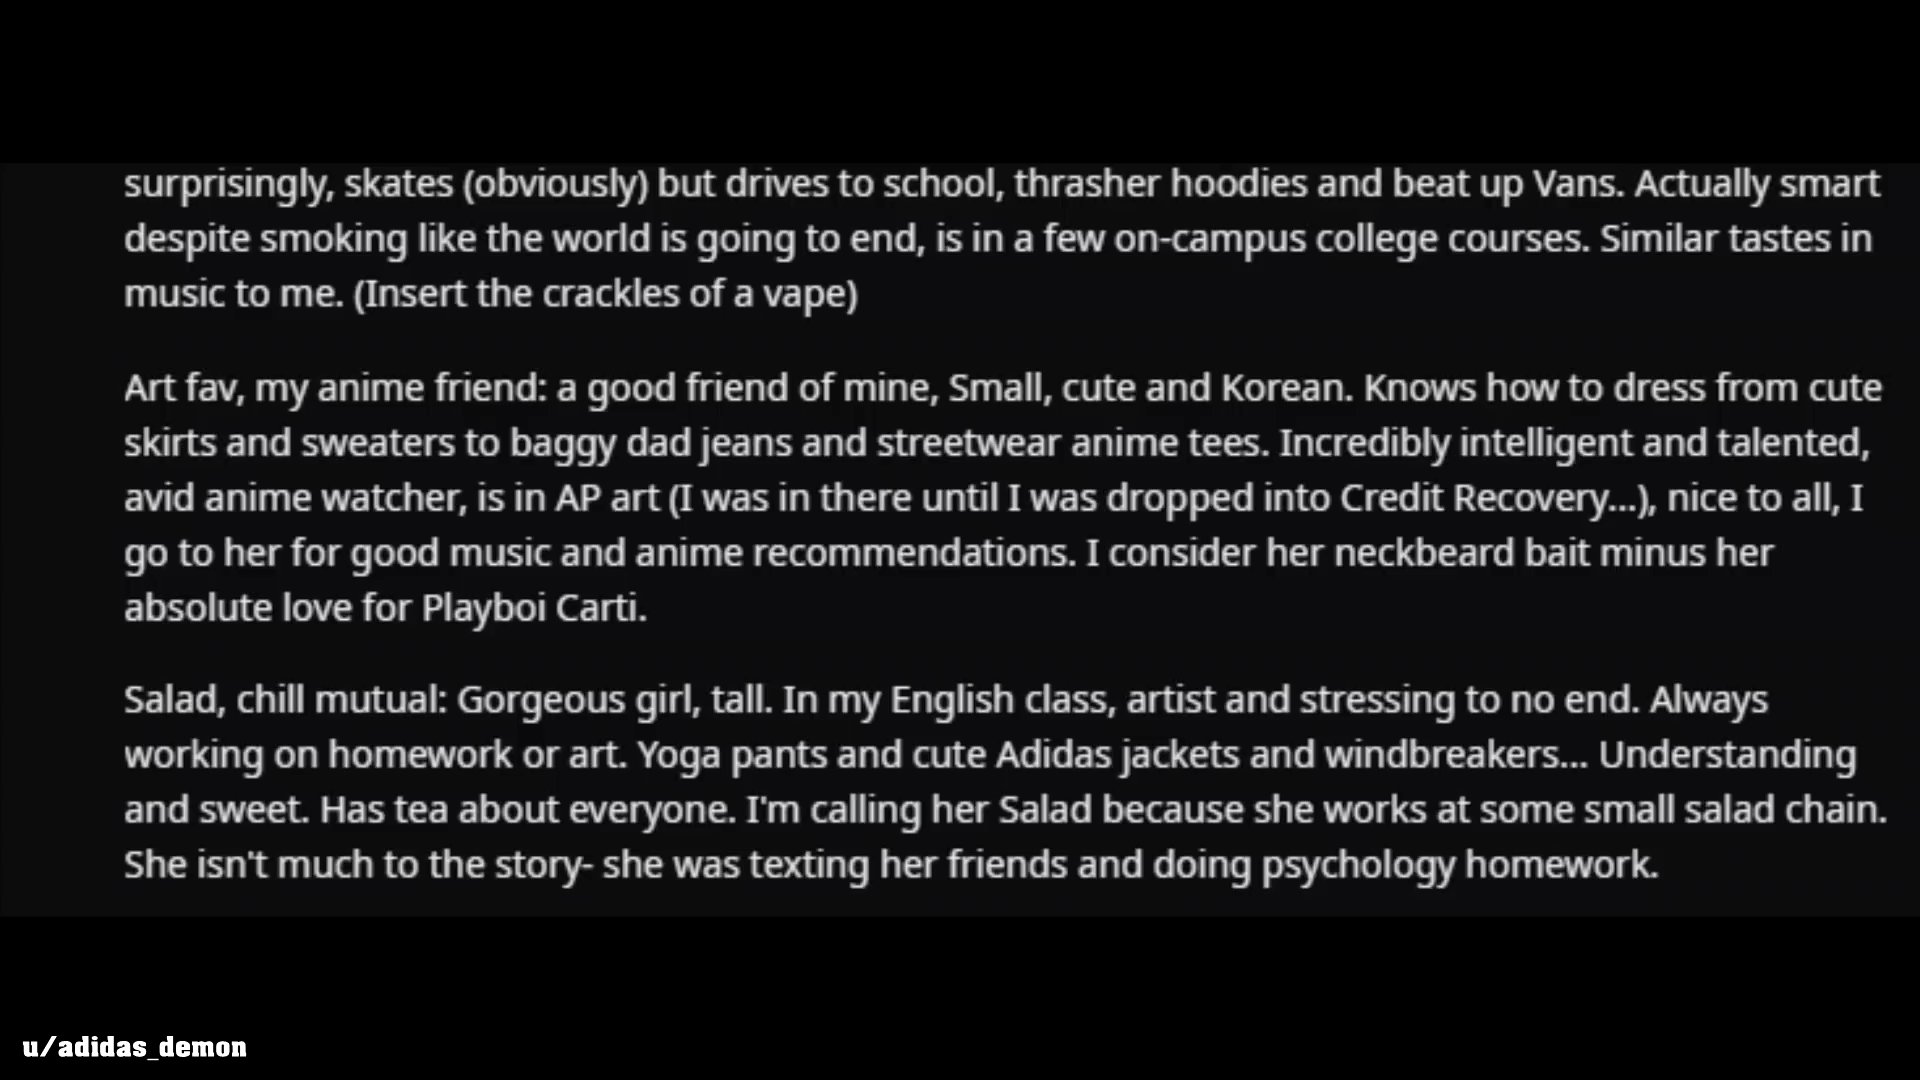 surprisingly, skates (obviously) but drives to school, thrasher hoodies and beat up Vans. Actually smart
despite smoking like the world is going to end, is in a few on-campus college courses. Similar tastes in
music to me. (Insert the crackles of a vape)
Art fav, my anime friend: a good friend of mine, Small, cute and Korean. Knows how to dress from cute
skirts and sweaters to baggy dad jeans and streetwear anime tees. Incredibly intelligent and talented,
avid anime watcher, is in AP art (I was in there until I was dropped into Credit Recovery...), nice to all, I
go to her for good music and anime recommendations. I consider her neckbeard bait minus her
absolute love for Playboi Carti.
Salad, chill mutual: Gorgeous girl, tall. In my English class, artist and stressing to no end. Always
working on homework or art. Yoga pants and cute Adidas jackets and windbreakers... Understanding
and sweet. Has tea about everyone. I'm calling her Salad because she works at some small salad chain.
She isn't much to the story- she was texting her friends and doing psychology homework.
u/adidas_demon